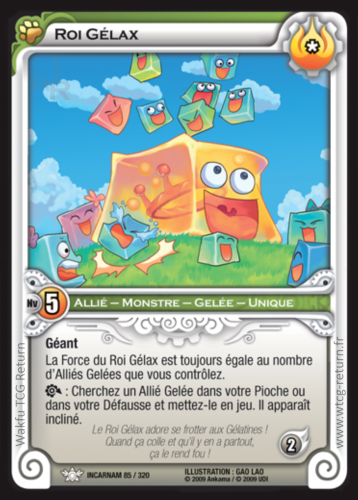 Roi Gélax
Nv 5
Allié – Monstre – Gelée – Unique
Géant
La Force du Roi Gélax est toujours égale au nombre
d'Alliés Gelées que vous contrôlez.
: Cherchez un Allié Gelée dans votre Pioche ou
dans votre Défausse et mettez-le en jeu. Il apparaît
incliné.
Le Roi Gélax adore se frotter aux Gélatines !
Quand ça colle et qu'il y en a partout,
ça le rend fou !
2
INCARNAM 85 / 320
ILLUSTRATION : GAO LAO
© 2009 Ankama / © 2009 UDI
Wakfu TCG Return
www.wtcg-return.fr